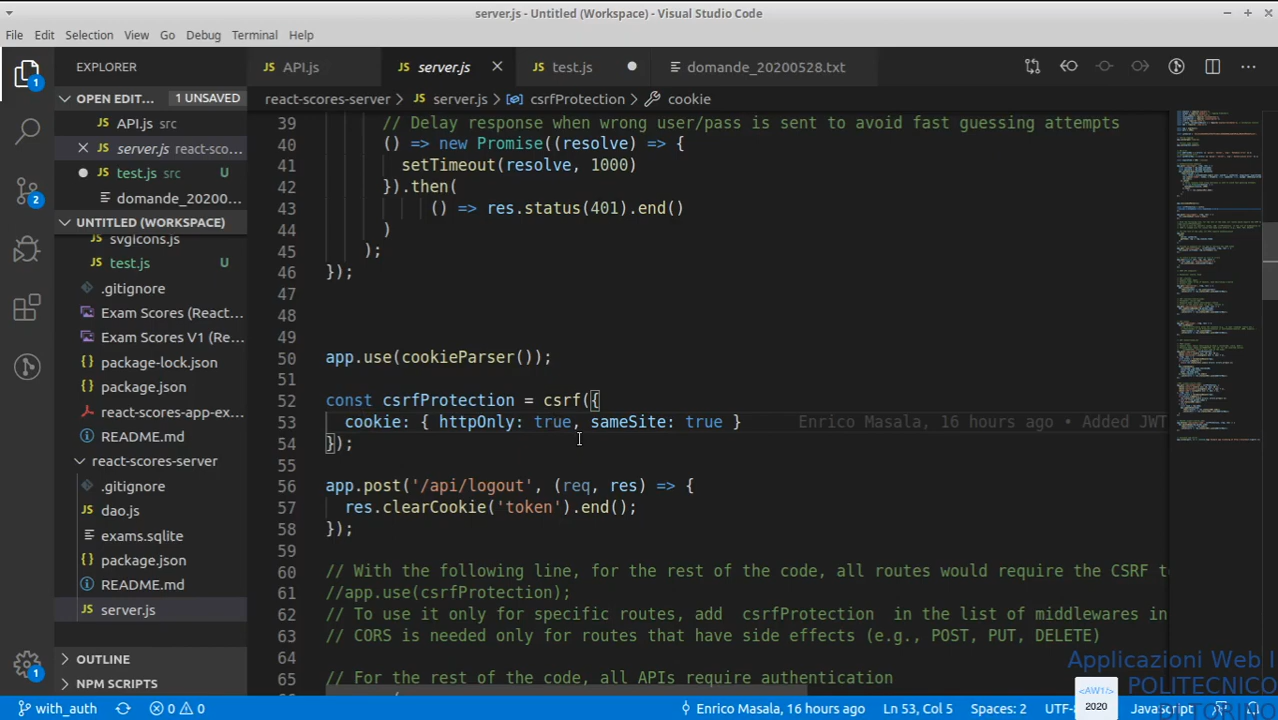 server.js - Untitled (Workspace) - Visual Studio Code
File Edit Selection View Go Debug Terminal Help
EXPLORER
API.js
server.js
test.js
domande_20200528.txt
OPEN EDIT... 1 UNSAVED
API.js src
server.js react-sco...
test.js src U
domande_20200...
UNTITLED (WORKSPACE)
svgIcons.js
test.js U
.gitignore
Exam Scores (React...
Exam Scores V1 (Re...
package-lock.json
package.json
react-scores-app-ex...
README.md
react-scores-server
.gitignore
dao.js
exams.sqlite
package.json
README.md
server.js
OUTLINE
NPM SCRIPTS
react-scores-server > server.js > csrfProtection > cookie
39 // Delay response when wrong user/pass is sent to avoid fast guessing attempts
40 () => new Promise((resolve) => {
41 setTimeout(resolve, 1000)
42 }).then(
43 () => res.status(401).end()
44 )
45 );
46 });
47
48
49
50 app.use(cookieParser());
51
52 const csrfProtection = csrf({
53 cookie: { httpOnly: true, sameSite: true } Enrico Masala, 16 hours ago • Added JWT
54 });
55
56 app.post('/api/logout', (req, res) => {
57 res.clearCookie('token').end();
58 });
59
60 // With the following line, for the rest of the code, all routes would require the CSRF to
61 //app.use(csrfProtection);
62 // To use it only for specific routes, add csrfProtection in the list of middlewares in
63 // CORS is needed only for routes that have side effects (e.g., POST, PUT, DELETE)
64
65 // For the rest of the code, all APIs require authentication
Applicazioni Web I
POLITECNICO
DI TORINO
<AW1/>
2020
with_auth 0 0 Enrico Masala, 16 hours ago Ln 53, Col 5 Spaces: 2 UTF-8 Javascript